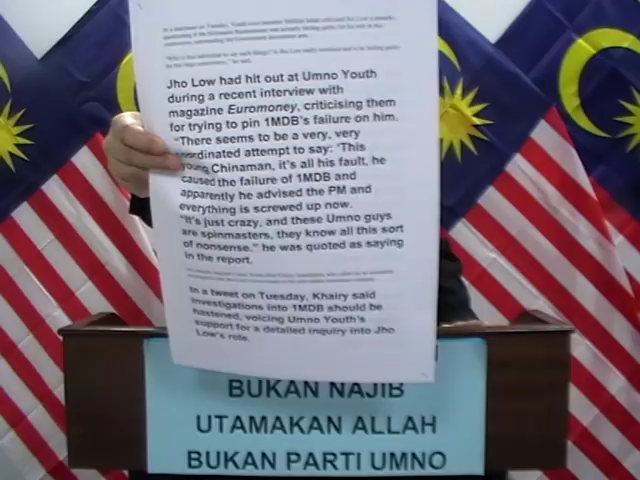 Jho Low had hit out at Umno Youth
during a recent interview with
magazine Euromoney, criticising them
for trying to pin 1MDB's failure on him.
"There seems to be a very, very
coordinated attempt to say: 'This
young Chinaman, it's all his fault, he
caused the failure of 1MDB and
apparently he advised the PM and
everything is screwed up now.
"It's just crazy, and these Umno guys
are spinmasters, they know all this sort
of nonsense," he was quoted as saying
in the report.
In a tweet on Tuesday, Khairy said
investigations into 1MDB should be
hastened, voicing Umno Youth's
support for a detailed inquiry into Jho
Low's role.
BUKAN NAJIB
UTAMAKAN ALLAH
BUKAN PARTI UMNO